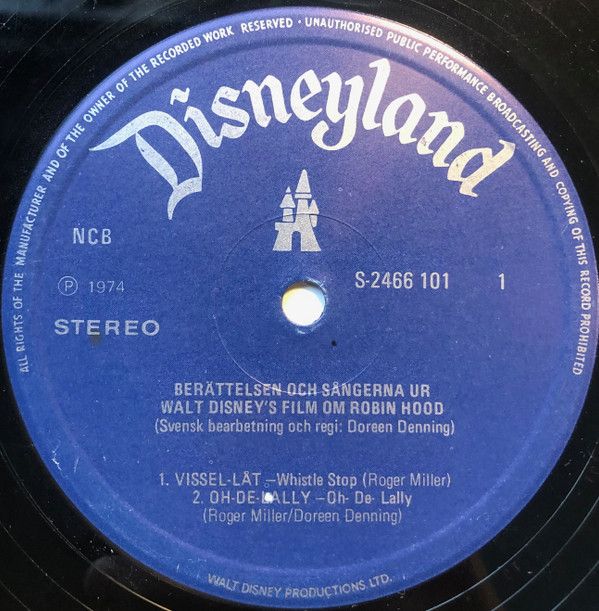 ALL RIGHTS OF THE MANUFACTURER AND OF THE OWNER OF THE RECORDED WORK RESERVED · UNAUTHORISED PUBLIC PERFORMANCE BROADCASTING AND COPYING OF THIS RECORD PROHIBITED
Disneyland
NCB
Ⓟ 1974
S-2466 101 1
STEREO
BERÄTTELSEN OCH SÅNGERNA UR
WALT DISNEY'S FILM OM ROBIN HOOD
(Svensk bearbetning och regi: Doreen Denning)
1. VISSEL-LÅT –Whistle Stop (Roger Miller)
2. OH-DE-LALLY –Oh- De- Lally
(Roger Miller/Doreen Denning)
WALT DISNEY PRODUCTIONS LTD.